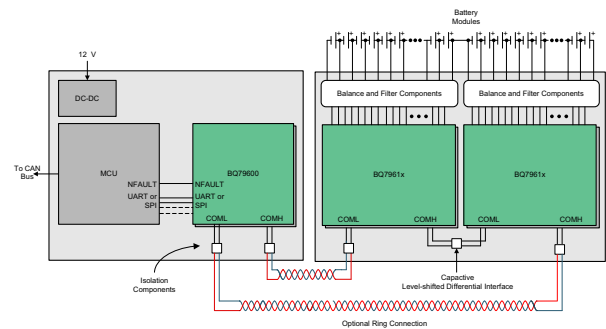 Battery
Modules
12 V
DC-DC
Balance and Filter Components
Balance and Filter Components
To CAN
Bus
MCU
NFAULT
UART or
SPI
BQ79600
NFAULT
UART or
SPI
COML
COMH
BQ7961x
COML
COMH
BQ7961x
COML
COMH
Isolation
Components
Capactive
Level-shifted Differential Interface
Optional Ring Connection